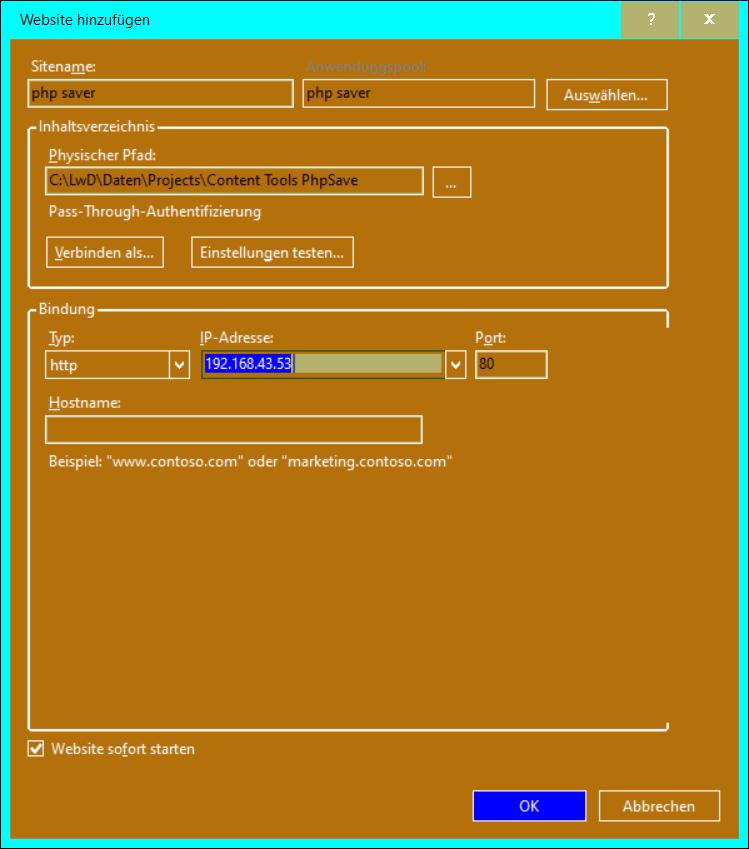 Website hinzufügen
? x
Sitename: Anwendungspool:
php saver php saver Auswählen...
Inhaltsverzeichnis
Physischer Pfad:
C:\LwD\Daten\Projects\Content Tools PhpSave ...
Pass-Through-Authentifizierung
Verbinden als... Einstellungen testen...
Bindung
Typ: IP-Adresse: Port:
http 192.168.43.53 80
Hostname:
Beispiel: "www.contoso.com" oder "marketing.contoso.com"
Website sofort starten
OK Abbrechen